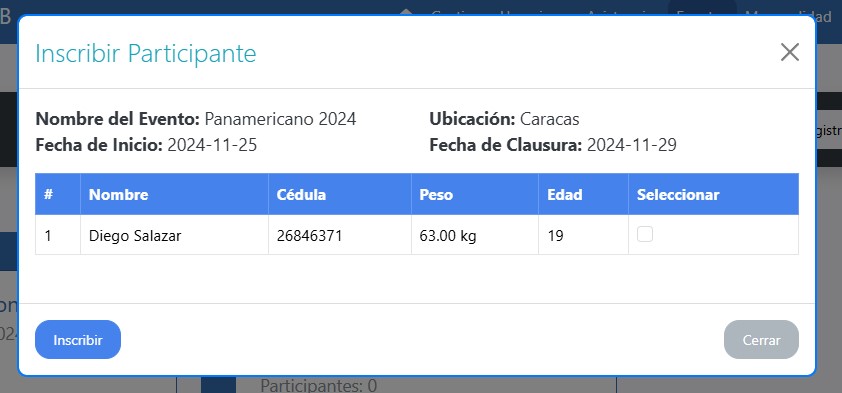 B
Inscribir Participante
Nombre del Evento: Panamericano 2024
Ubicación: Caracas
Fecha de Inicio: 2024-11-25
Fecha de Clausura: 2024-11-29
# Nombre Cédula Peso Edad Seleccionar
1 Diego Salazar 26846371 63.00 kg 19
Inscribir
Cerrar
Participantes: 0